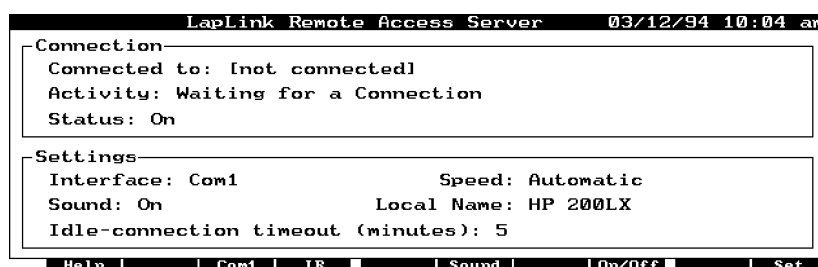 LapLink Remote Access Server 03/12/94 10:04 am
Connection
Connected to: [not connected]
Activity: Waiting for a Connection
Status: On
Settings
Interface: Com1 Speed: Automatic
Sound: On Local Name: HP 200LX
Idle-connection timeout (minutes): 5
Help Com1 IR Sound On/Off Set